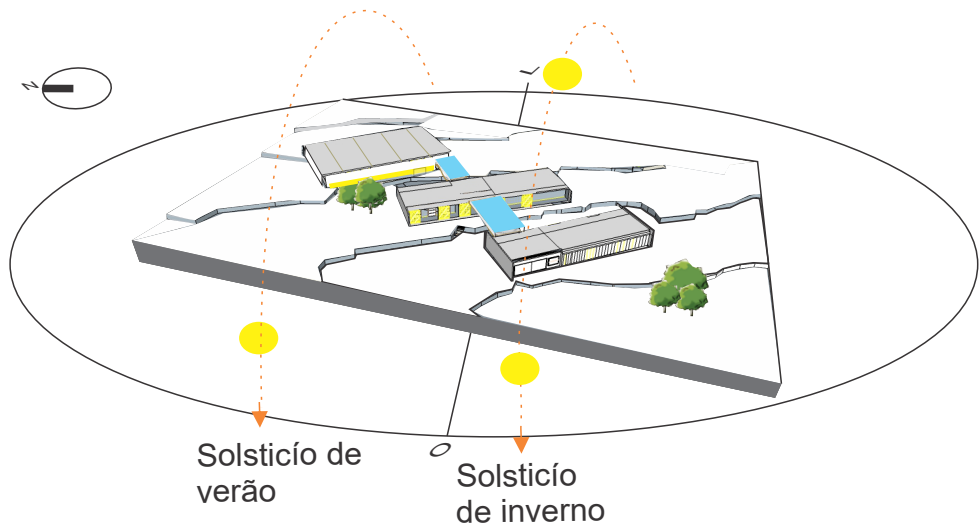 N
L
O
Solsticío de
verão
Solsticío
de inverno